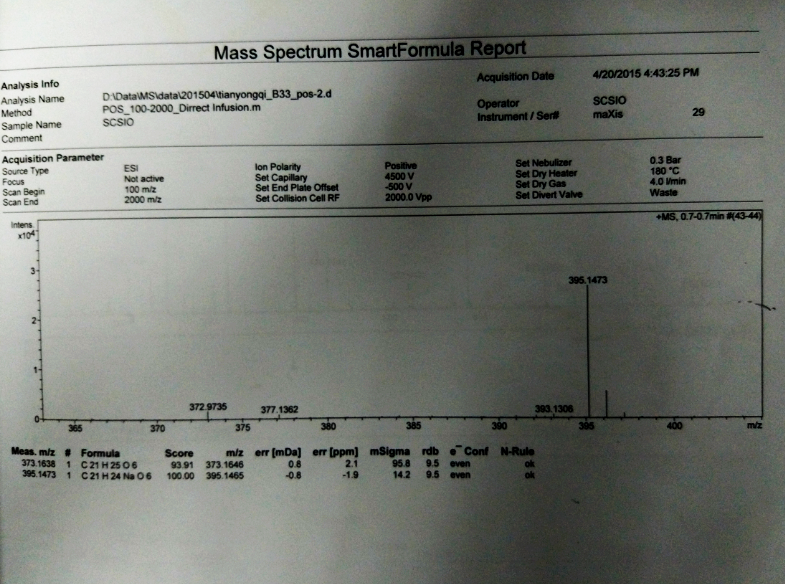 Mass Spectrum SmartFormula Report
Analysis Info
Acquisition Date 4/20/2015 4:43:25 PM
Analysis Name D:\Data\MS\data\201504\tianyongqi_B33_pos-2.d
Method POS_100-2000_Dirrect Infusion.m
Operator SCSIO
Sample Name SCSIO
Instrument / Ser# maXis 29
Comment
Acquisition Parameter
Source Type ESI Ion Polarity Positive Set Nebulizer 0.3 Bar
Focus Not active Set Capillary 4500 V Set Dry Heater 180 °C
Scan Begin 100 m/z Set End Plate Offset -500 V Set Dry Gas 4.0 l/min
Scan End 2000 m/z Set Collision Cell RF 2000.0 Vpp Set Divert Valve Waste
Intens.
x10⁴
+MS, 0.7-0.7min #(43-44)
3
395.1473
2
1
372.9735 377.1362 393.1306
0
365 370 375 380 385 390 395 400 m/z
Meas. m/z # Formula Score m/z err [mDa] err [ppm] mSigma rdb e⁻ Conf N-Rule
373.1638 1 C 21 H 25 O 6 93.91 373.1646 0.8 2.1 95.8 9.5 even ok
395.1473 1 C 21 H 24 Na O 6 100.00 395.1465 -0.8 -1.9 14.2 9.5 even ok